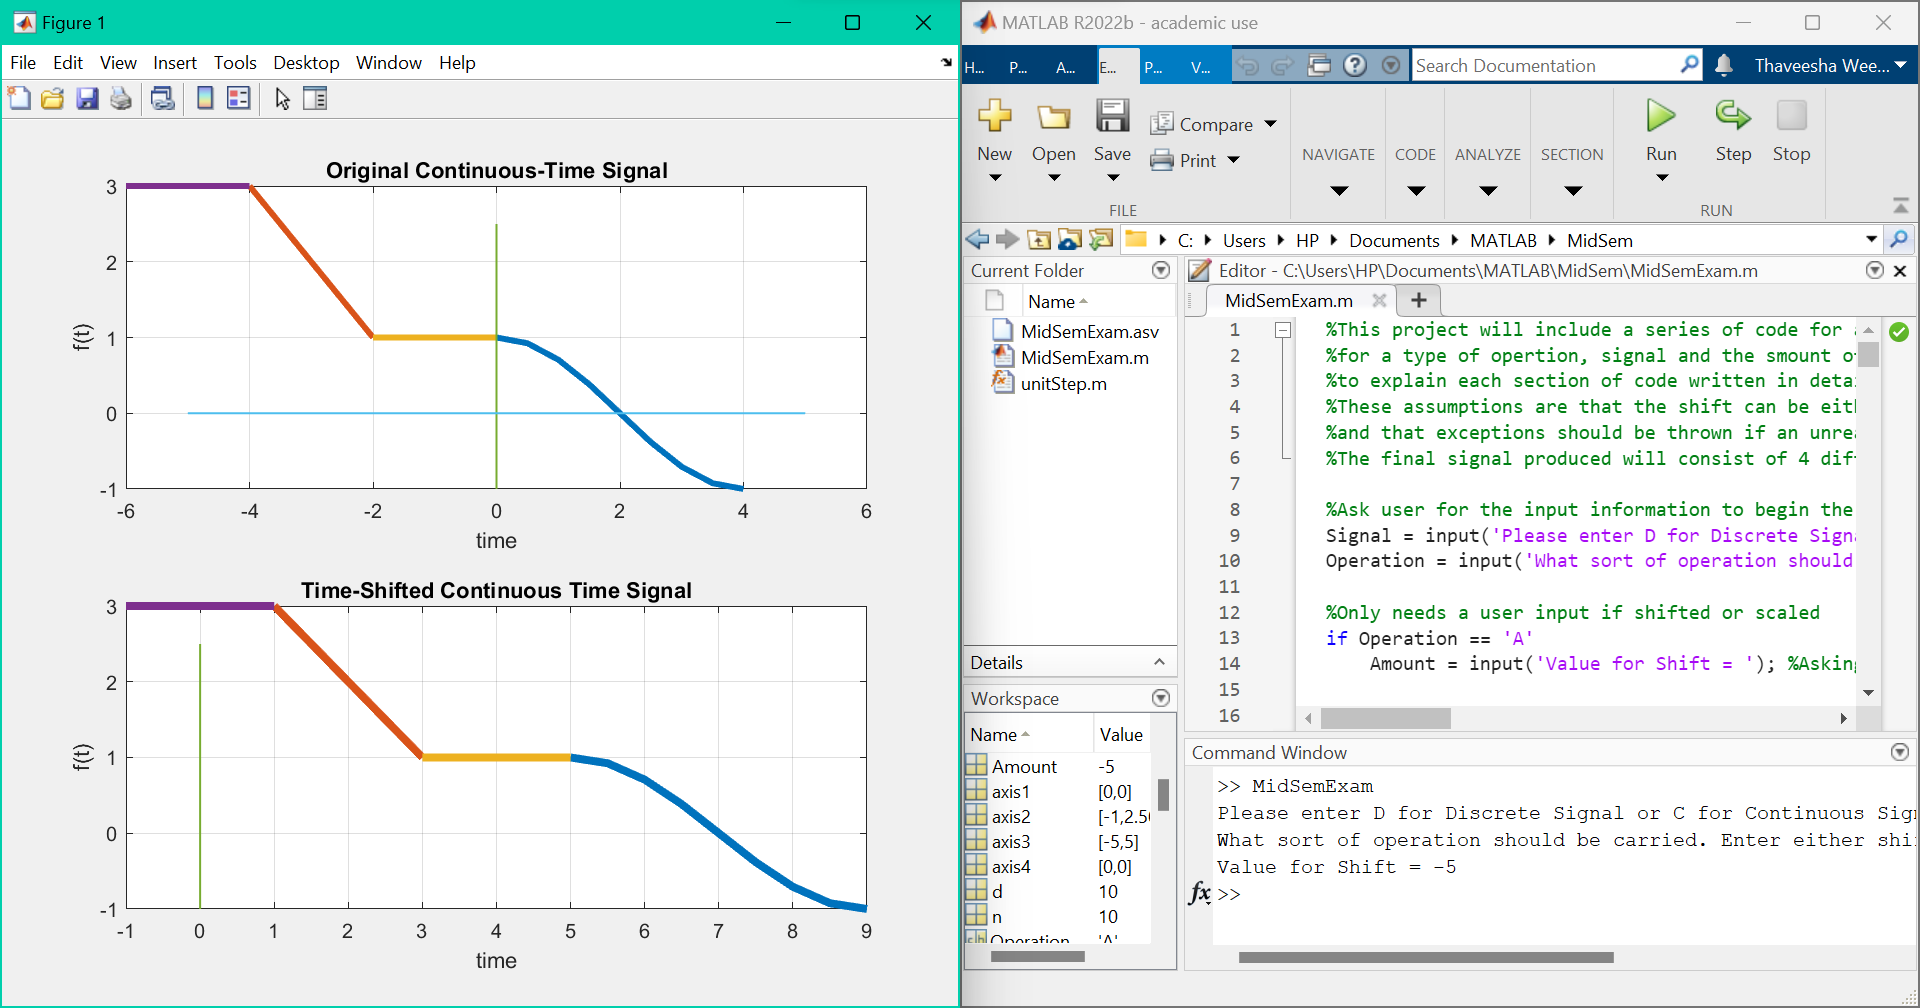 Figure 1
File Edit View Insert Tools Desktop Window Help
Original Continuous-Time Signal
3
2
1
0
-1
f(t)
-6 -4 -2 0 2 4 6
time
Time-Shifted Continuous Time Signal
3
2
1
0
-1
f(t)
-1 0 1 2 3 4 5 6 7 8 9
time
MATLAB R2022b - academic use
H... P... A... E... P... V...
Search Documentation
Thaveesha Wee...
New Open Save Compare Print
FILE
NAVIGATE CODE ANALYZE SECTION
Run Step Stop
RUN
C: Users HP Documents MATLAB MidSem
Current Folder
Name
MidSemExam.asv
MidSemExam.m
unitStep.m
Details
Workspace
Name Value
Amount -5
axis1 [0,0]
axis2 [-1,2.50
axis3 [-5,5]
axis4 [0,0]
d 10
n 10
Operation 'A'
Editor - C:\Users\HP\Documents\MATLAB\MidSem\MidSemExam.m
MidSemExam.m
1 %This project will include a series of code for
2 %for a type of opertion, signal and the smount o
3 %to explain each section of code written in deta
4 %These assumptions are that the shift can be eit
5 %and that exceptions should be thrown if an unre
6 %The final signal produced will consist of 4 dif
7
8 %Ask user for the input information to begin the
9 Signal = input('Please enter D for Discrete Sign
10 Operation = input('What sort of operation should
11
12 %Only needs a user input if shifted or scaled
13 if Operation == 'A'
14 Amount = input('Value for Shift = '); %Asking
15
16
Command Window
>> MidSemExam
Please enter D for Discrete Signal or C for Continuous Sig
What sort of operation should be carried. Enter either shi
Value for Shift = -5
fx >>